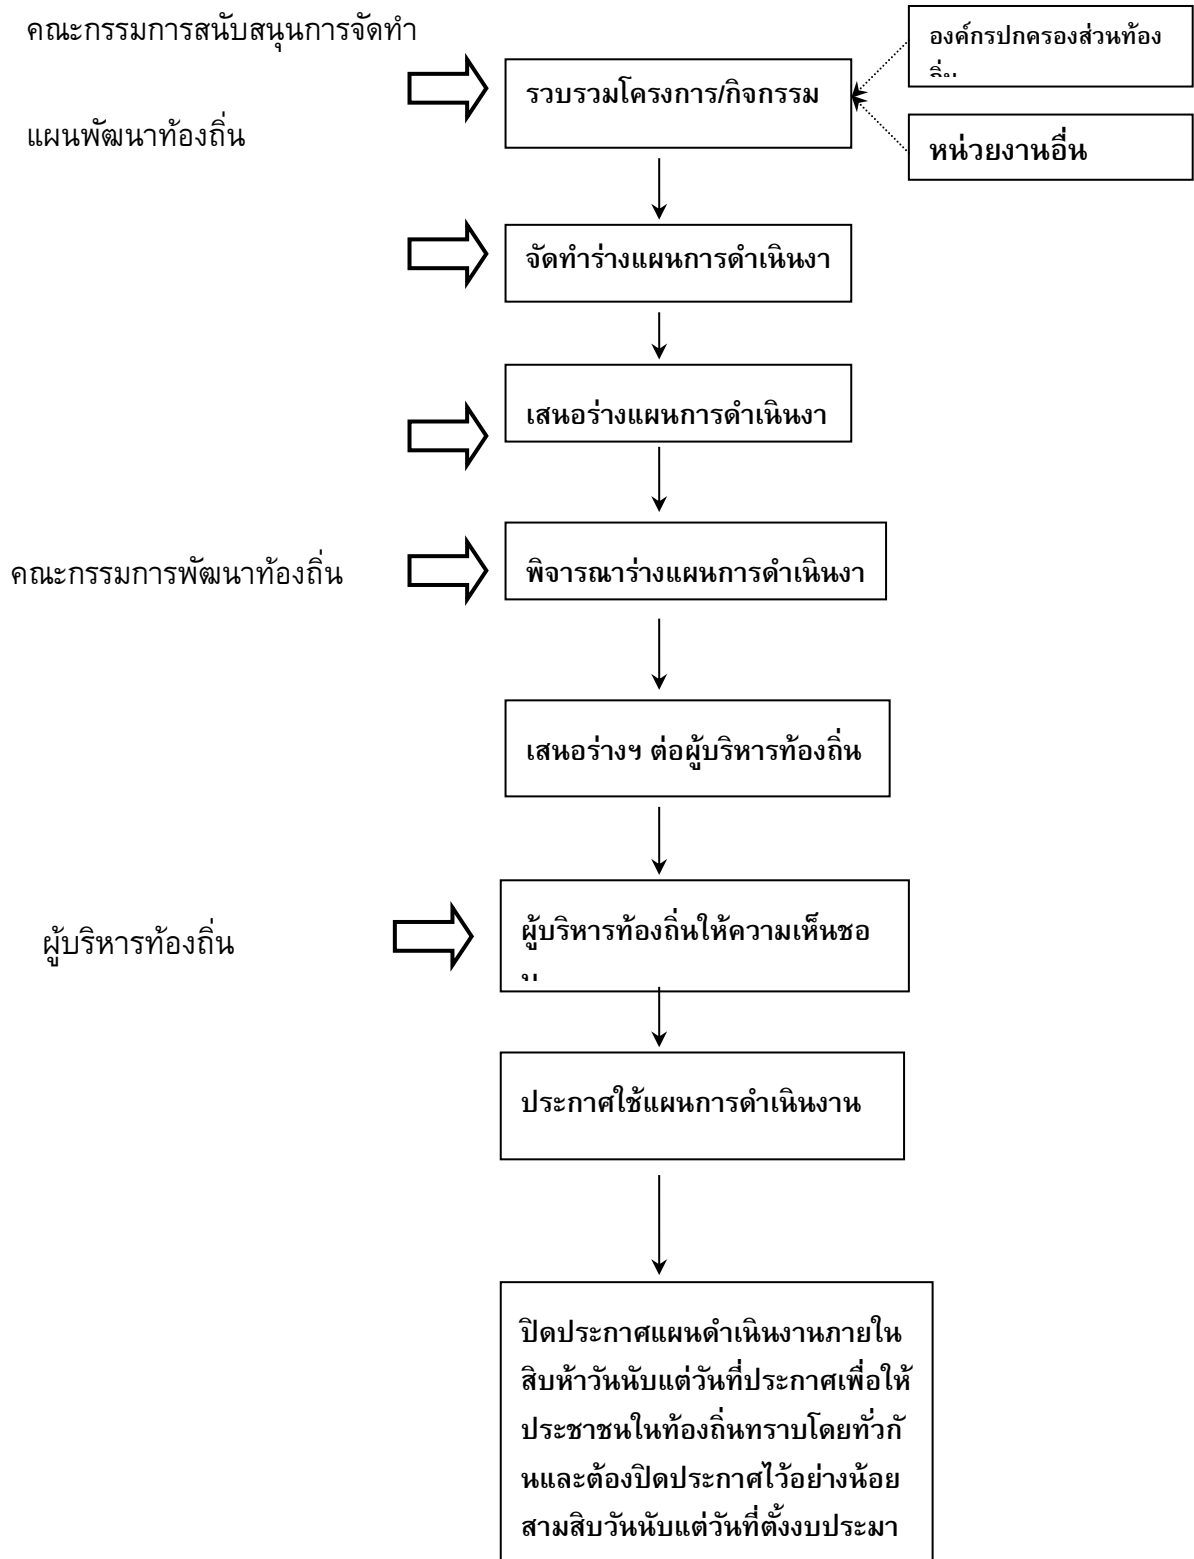 คณะกรรมการสนับสนุนการจัดทำ
แผนพัฒนาท้องถิ่น
รวบรวมโครงการ/กิจกรรม
องค์กรปกครองส่วนท้อง
หน่วยงานอื่น
จัดทำร่างแผนการดำเนินงา
เสนอร่างแผนการดำเนินงา
คณะกรรมการพัฒนาท้องถิ่น
พิจารณาร่างแผนการดำเนินงา
เสนอร่างฯ ต่อผู้บริหารท้องถิ่น
ผู้บริหารท้องถิ่น
ผู้บริหารท้องถิ่นให้ความเห็นชอ
ประกาศใช้แผนการดำเนินงาน
ปิดประกาศแผนดำเนินงานภายใน
สิบห้าวันนับแต่วันที่ประกาศเพื่อให้
ประชาชนในท้องถิ่นทราบโดยทั่วกั
นและต้องปิดประกาศไว้อย่างน้อย
สามสิบวันนับแต่วันที่ตั้งงบประมา